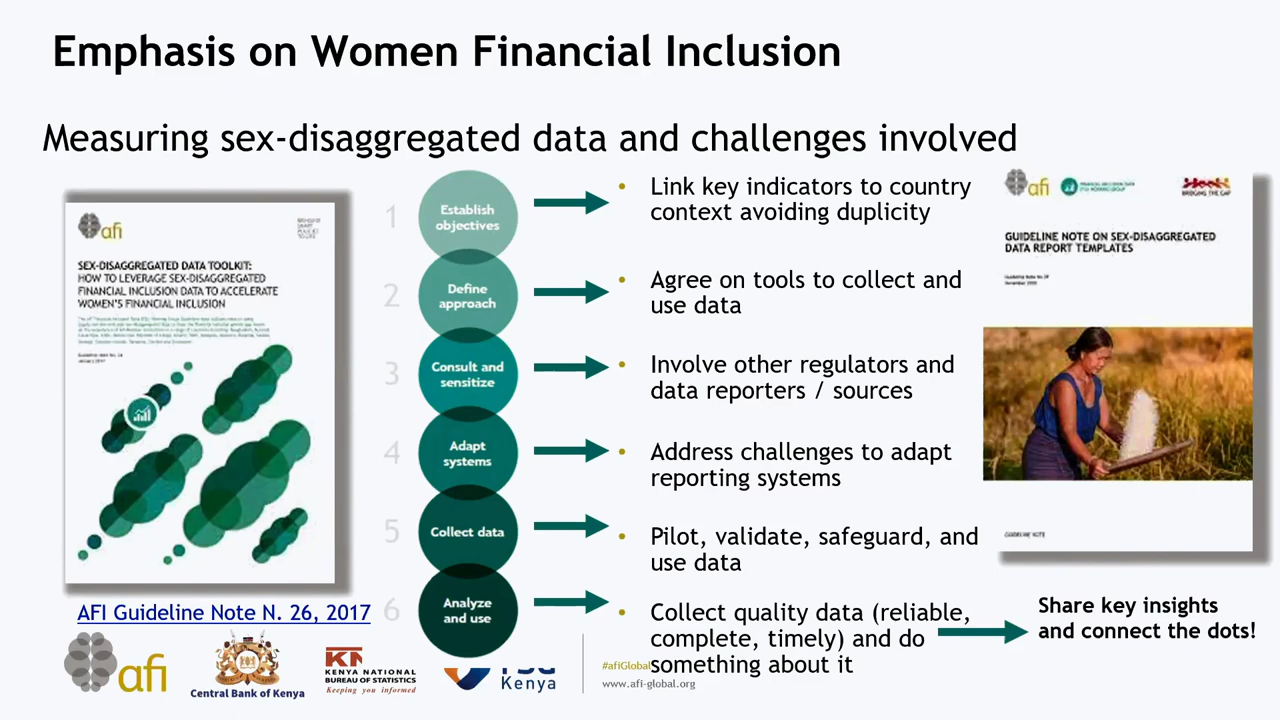 Emphasis on Women Financial Inclusion
Measuring sex-disaggregated data and challenges involved
afi
SEX-DISAGGREGATED DATA TOOLKIT:
HOW TO LEVERAGE SEX-DISAGGREGATED
FINANCIAL INCLUSION DATA TO ACCELERATE
WOMEN'S FINANCIAL INCLUSION
AFI Guideline Note N. 26, 2017
1
Establish
objectives
• Link key indicators to country
context avoiding duplicity
2
Define
approach
• Agree on tools to collect and
use data
3
Consult and
sensitize
• Involve other regulators and
data reporters / sources
4
Adapt
systems
• Address challenges to adapt
reporting systems
5
Collect data
• Pilot, validate, safeguard, and
use data
6
Analyze
and use
• Collect quality data (reliable,
complete, timely) and do
something about it
Share key insights
and connect the dots!
afi
BRIDGING THE GAP
GUIDELINE NOTE ON SEX-DISAGGREGATED
DATA REPORT TEMPLATES
GUIDELINE NOTE
afi
Central Bank of Kenya
KENYA NATIONAL
BUREAU OF STATISTICS
Keeping you informed
Kenya
#afiGlobal
www.afi-global.org